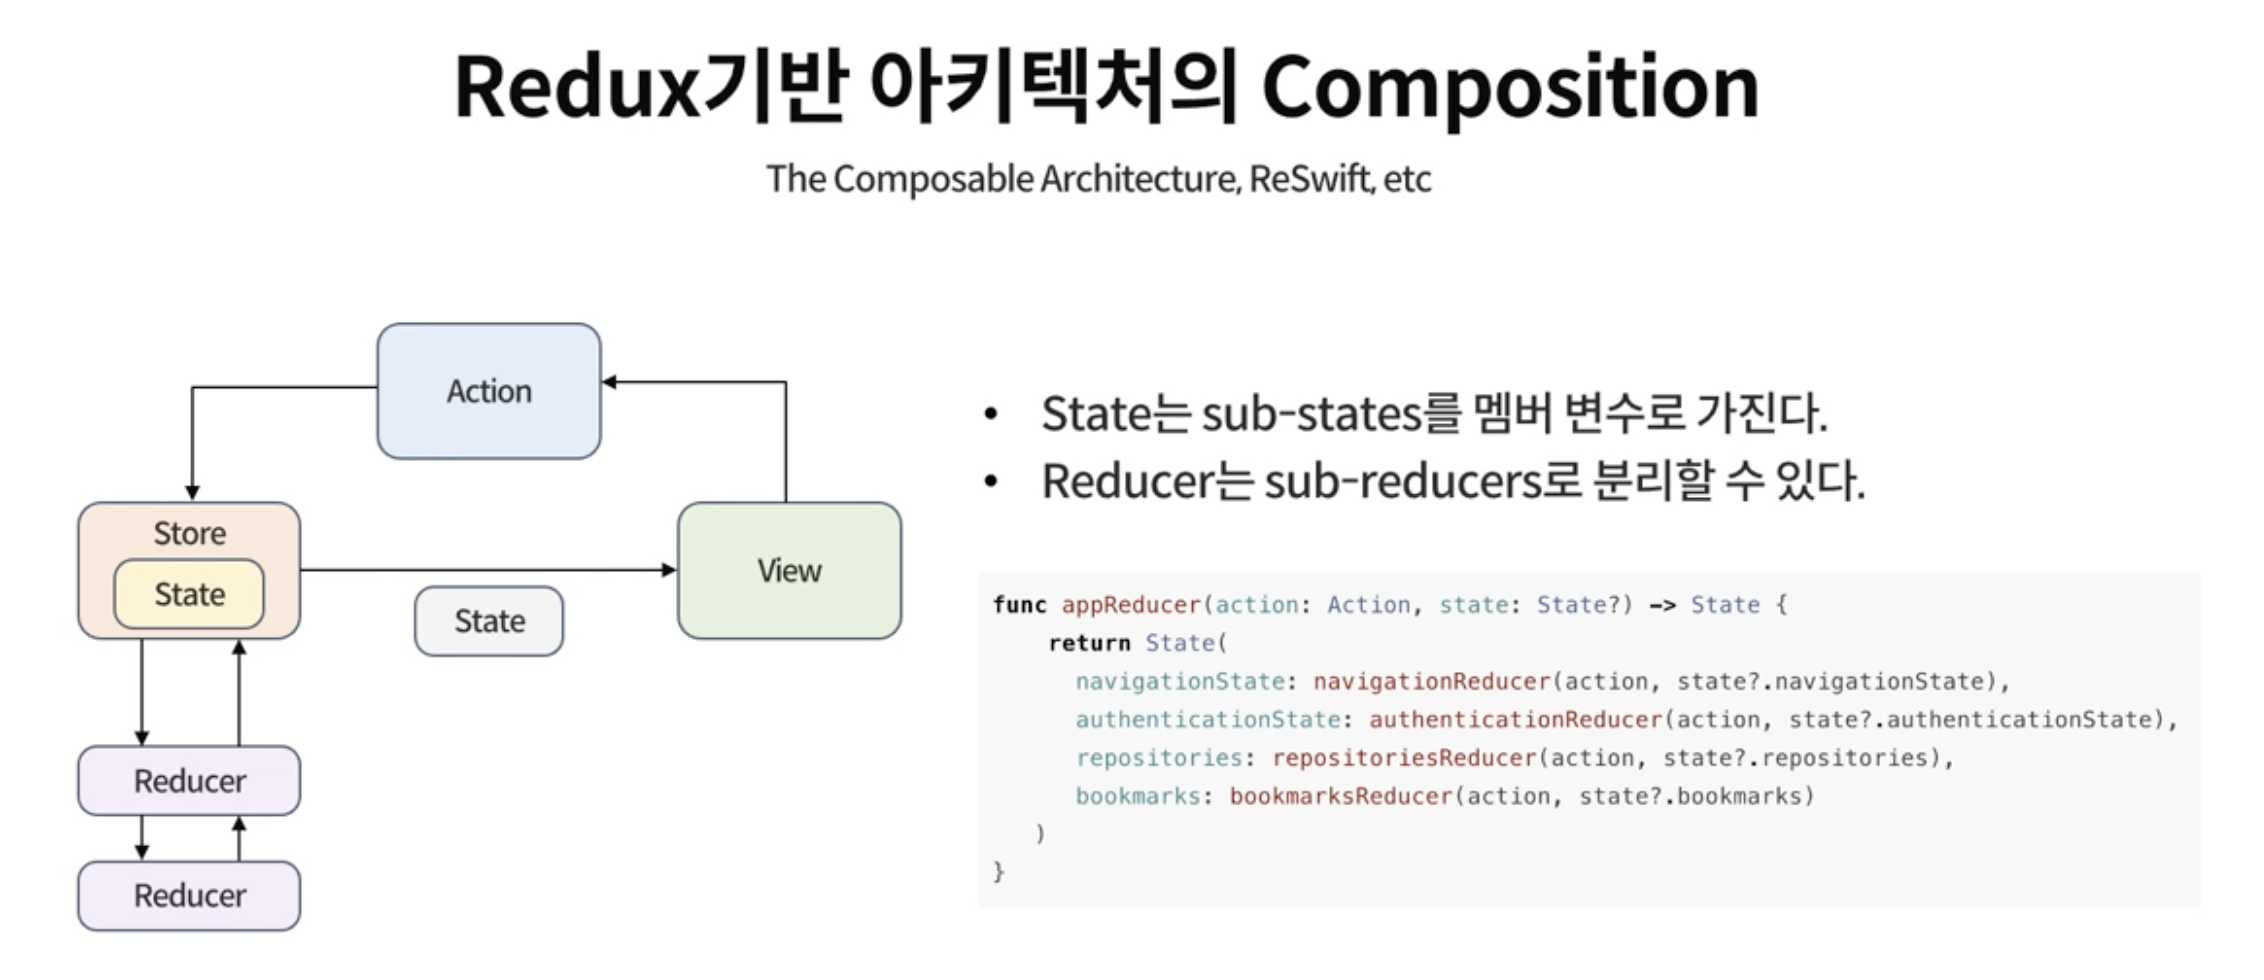 Redux기반 아키텍처의 Composition
The Composable Architecture, ReSwift, etc
Action
Store
State
State
View
Reducer
Reducer
• State는 sub-states를 멤버 변수로 가진다.
• Reducer는 sub-reducers로 분리할 수 있다.
func appReducer(action: Action, state: State?) -> State {
    return State(
      navigationState: navigationReducer(action, state?.navigationState),
      authenticationState: authenticationReducer(action, state?.authenticationState),
      repositories: repositoriesReducer(action, state?.repositories),
      bookmarks: bookmarksReducer(action, state?.bookmarks)
   )
}